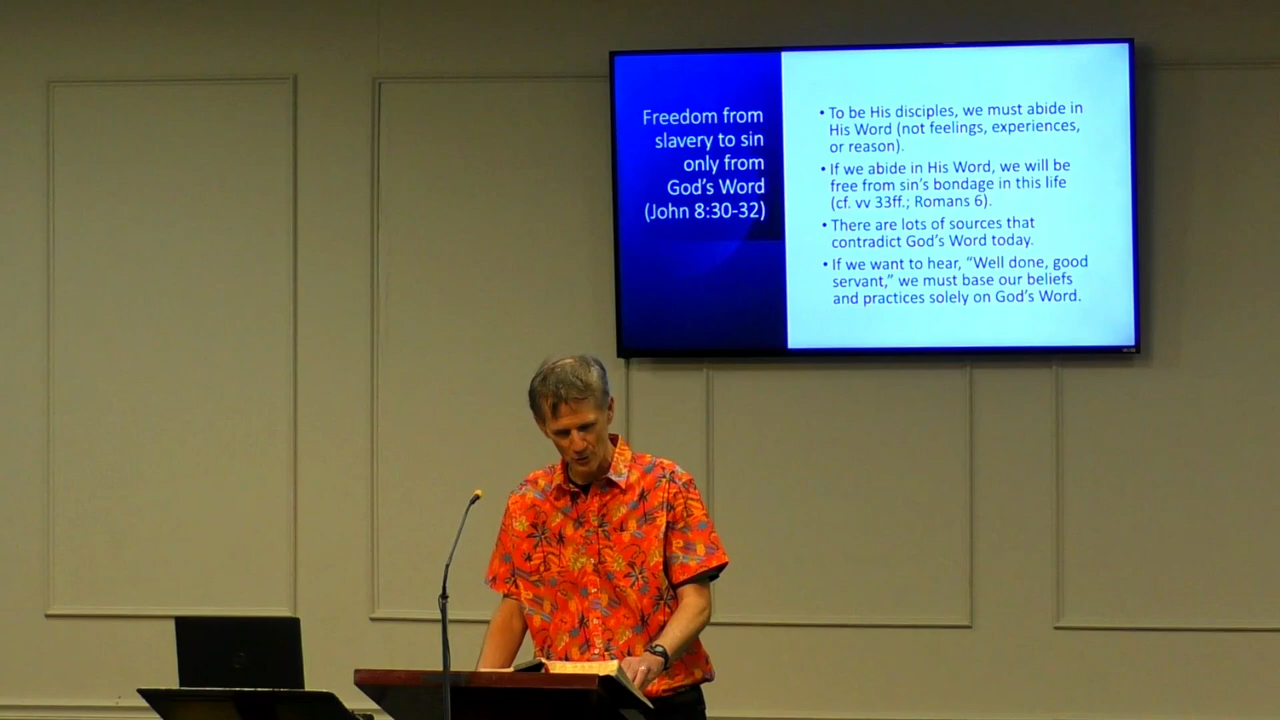 Freedom from
slavery to sin
only from
God's Word
(John 8:30-32)
• To be His disciples, we must abide in
His Word (not feelings, experiences,
or reason).
• If we abide in His Word, we will be
free from sin's bondage in this life
(cf. vv 33ff.; Romans 6).
• There are lots of sources that
contradict God's Word today.
• If we want to hear, "Well done, good
servant," we must base our beliefs
and practices solely on God's Word.